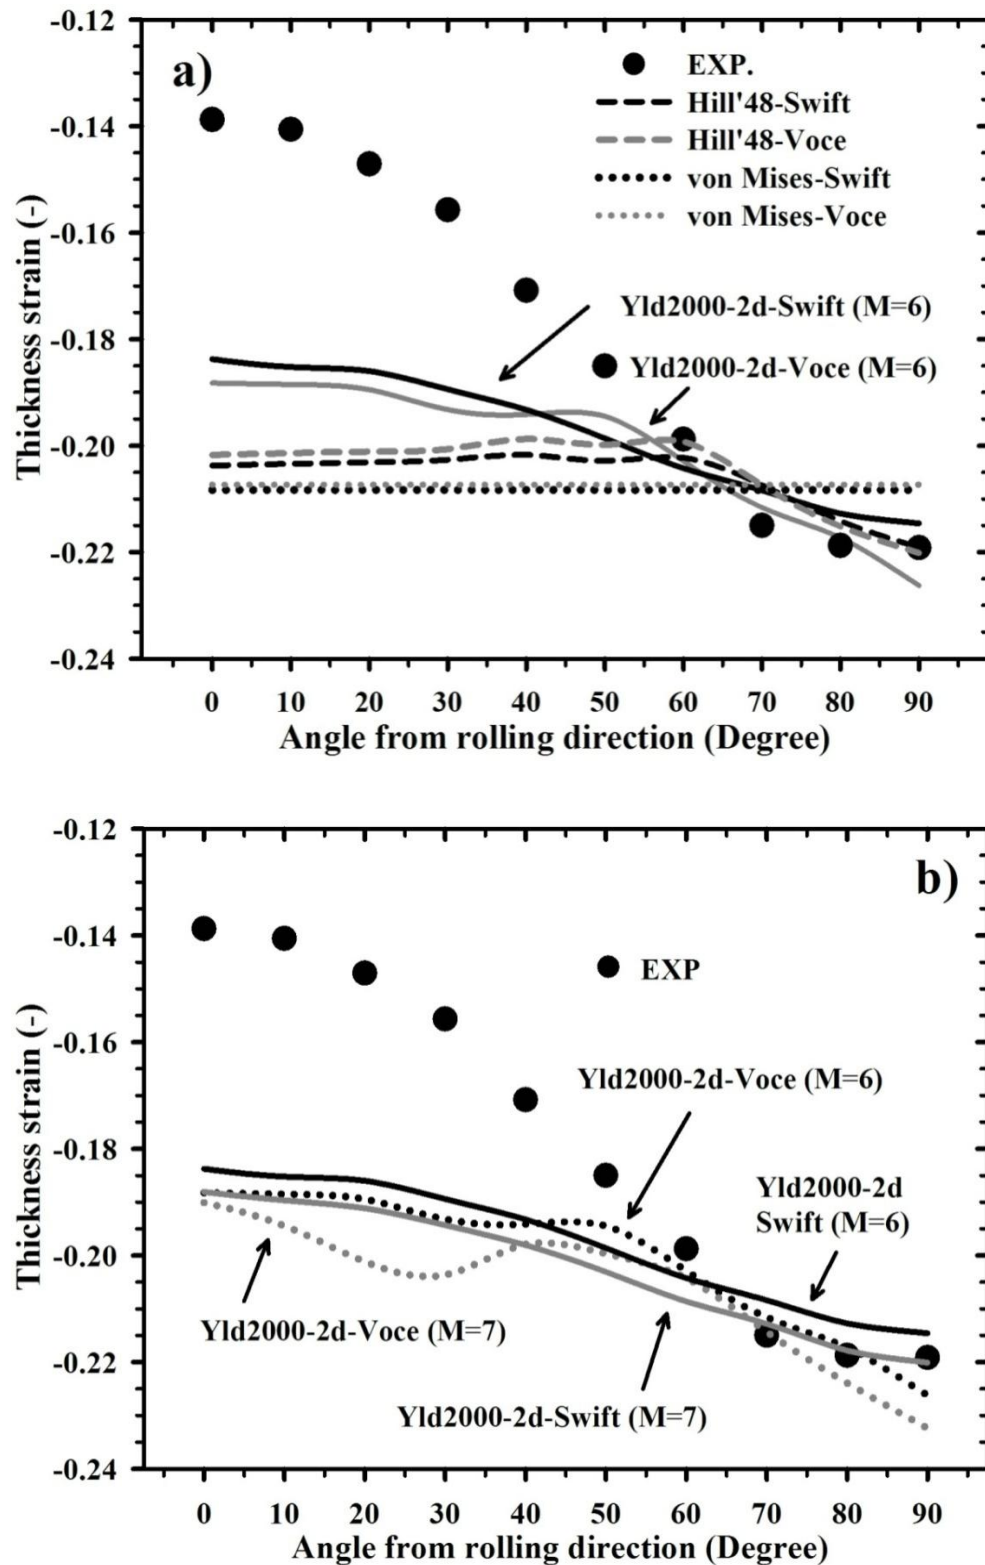 a)
EXP.
Hill'48-Swift
Hill'48-Voce
von Mises-Swift
von Mises-Voce
Yld2000-2d-Swift (M=6)
Yld2000-2d-Voce (M=6)
Thickness strain (-)
-0.12
-0.14
-0.16
-0.18
-0.20
-0.22
-0.24
0 10 20 30 40 50 60 70 80 90
Angle from rolling direction (Degree)
b)
EXP
Yld2000-2d-Voce (M=6)
Yld2000-2d
Swift (M=6)
Yld2000-2d-Voce (M=7)
Yld2000-2d-Swift (M=7)
Thickness strain (-)
-0.12
-0.14
-0.16
-0.18
-0.20
-0.22
-0.24
0 10 20 30 40 50 60 70 80 90
Angle from rolling direction (Degree)